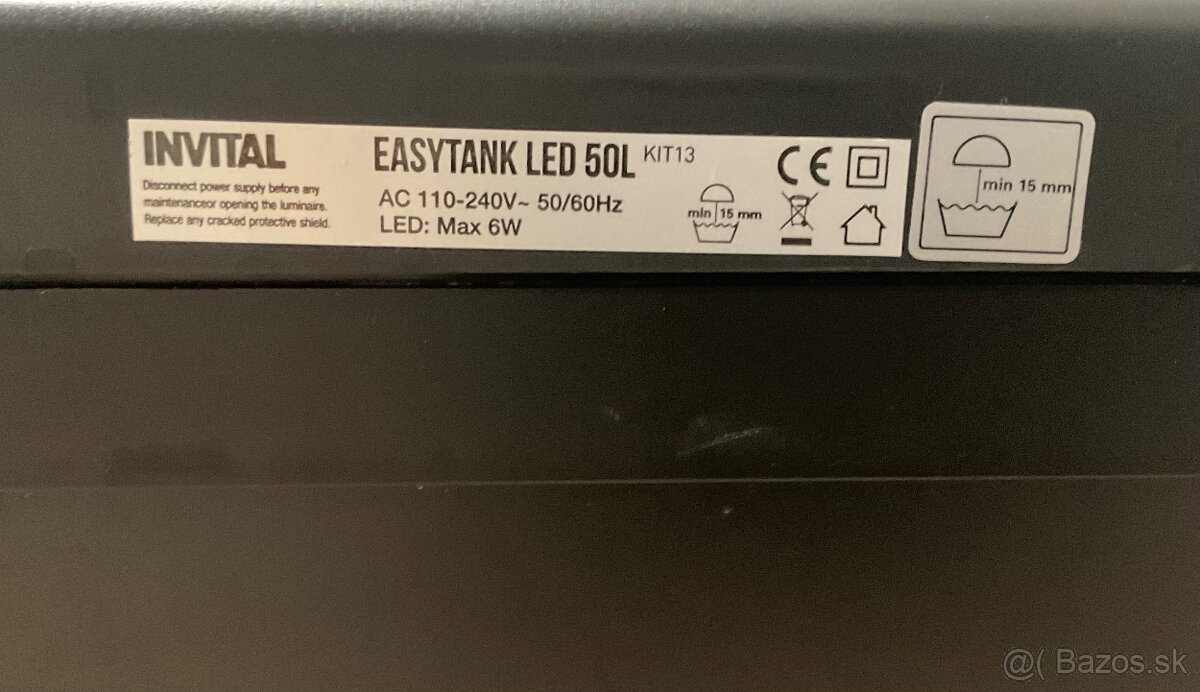 INVITAL
Disconnect power supply before any
maintenanceor opening the luminaire.
Replace any cracked protective shield.
EASYTANK LED 50L KIT13
AC 110-240V~ 50/60Hz
LED: Max 6W
min 15 mm
CE
min 15 mm
@( Bazos.sk